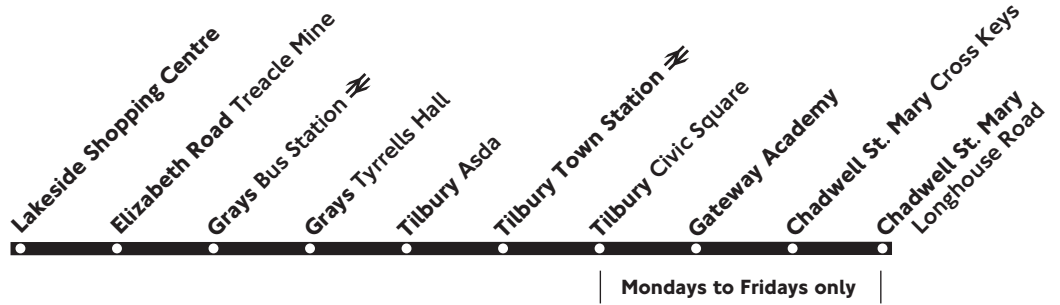 Lakeside Shopping Centre
Elizabeth Road Treacle Mine
Grays Bus Station
Grays Tyrrells Hall
Tilbury Asda
Tilbury Town Station
Tilbury Civic Square
Gateway Academy
Chadwell St. Mary Cross Keys
Chadwell St. Mary
Longhouse Road
Mondays to Fridays only